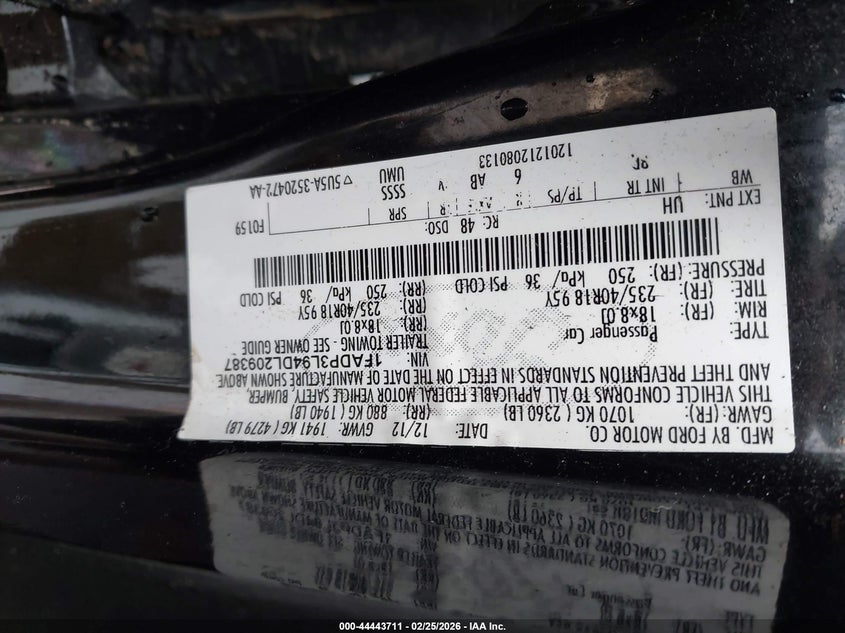 MFD. BY FORD MOTOR CO.
DATE: 12/12 GVWR: 1941 KG ( 4279 LB)
GAWR: (FR): 1070 KG ( 2360 LB) (RR): 880 KG ( 1940 LB)
THIS VEHICLE CONFORMS TO ALL APPLICABLE FEDERAL MOTOR VEHICLE SAFETY, BUMPER,
AND THEFT PREVENTION STANDARDS IN EFFECT ON THE DATE OF MANUFACTURE SHOWN ABOVE
VIN: 1FADP3L94DL209387
TYPE: Passenger Car TRAILER TOWING- SEE OWNER GUIDE
RIM: (FR): 18x8.0J (RR): 18x8.0J
TIRE: (FR): 235/40R18 95Y (RR): 235/40R18 95Y
PRESSURE: (FR): 250 kPa/ 36 PSI COLD (RR): 250 kPa/ 36 PSI COLD
EXT PNT: UH RC: 48 DSO: F0159
WB INT TR TP/PS R Ax TR SPR
6 AB V SSSS UMU
120121208013З ▽ 5U5A-3520472-AA
000-44443711 - 02/25/2026 - IAA Inc.